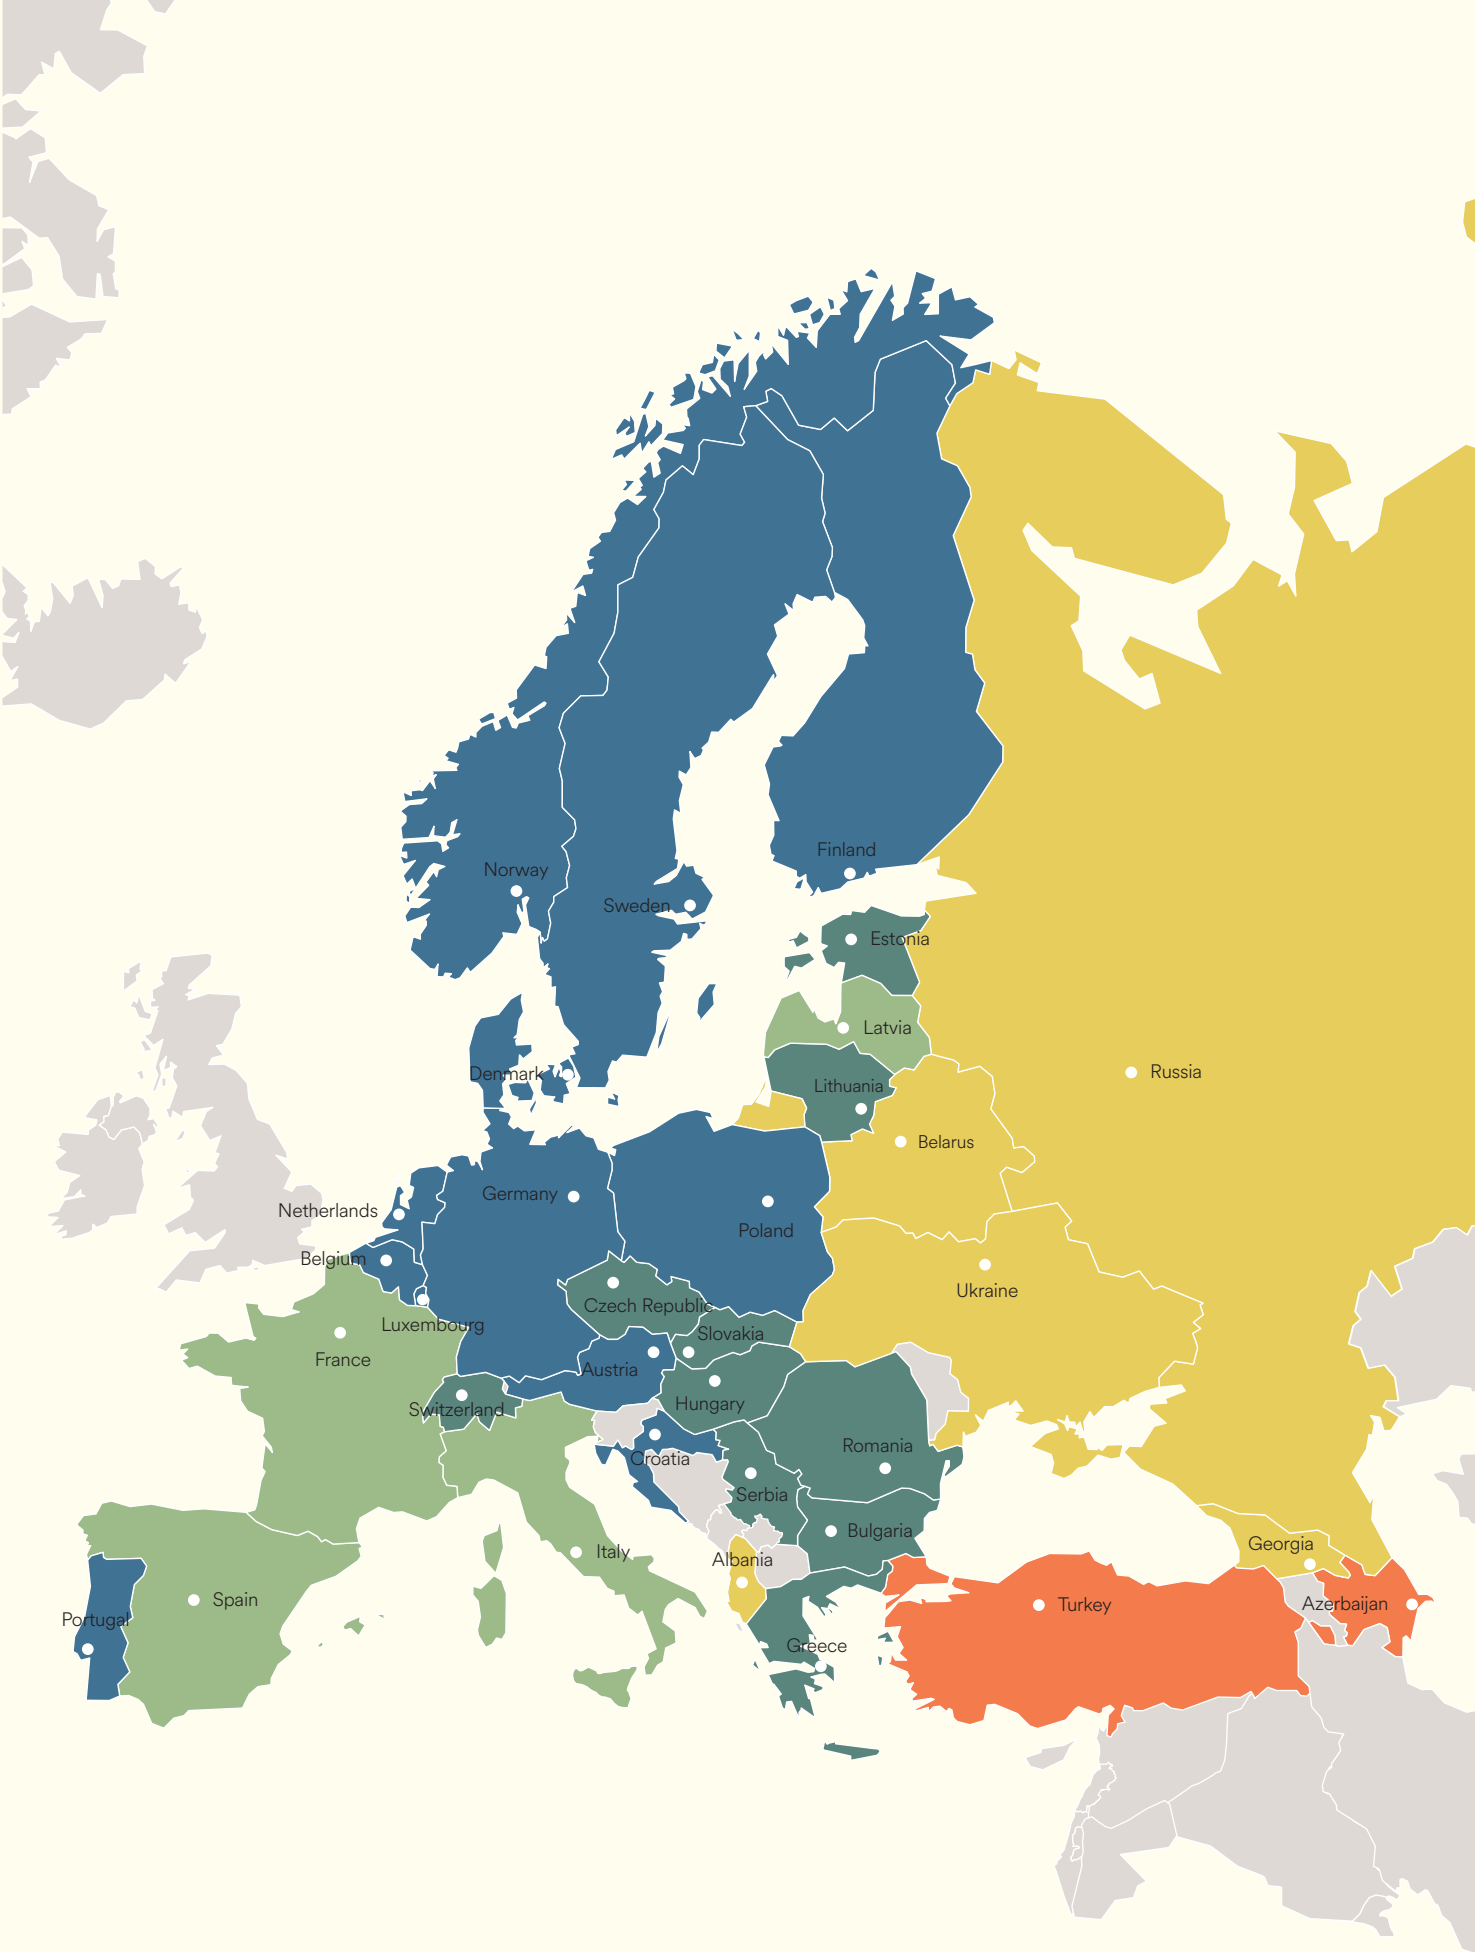 Finland
Norway
Sweden
Estonia
Latvia
Denmark
Russia
Lithuania
Belarus
Germany
Netherlands
Poland
Belgium
Ukraine
Czech Republic
Luxembourg
Slovakia
France
Austria
Hungary
Switzerland
Romania
Croatia
Serbia
Bulgaria
Georgia
Italy
Albania
Spain
Turkey
Azerbaijan
Portugal
Greece